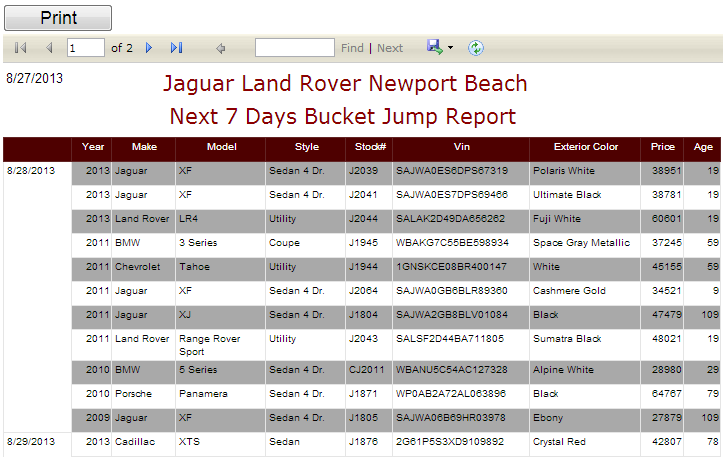 Print
1 of 2 Find | Next
8/27/2013
Jaguar Land Rover Newport Beach
Next 7 Days Bucket Jump Report
Year Make Model Style Stock# Vin Exterior Color Price Age
8/28/2013 2013 Jaguar XF Sedan 4 Dr. J2039 SAJWA0ES6DPS67319 Polaris White 38951 19
2013 Jaguar XF Sedan 4 Dr. J2041 SAJWA0ES7DPS69466 Ultimate Black 38781 19
2013 Land Rover LR4 Utility J2044 SALAK2D49DA656262 Fuji White 60601 19
2011 BMW 3 Series Coupe J1945 WBAKG7C55BE598934 Space Gray Metallic 37245 59
2011 Chevrolet Tahoe Utility J1944 1GNSKCE08BR400147 White 45155 59
2011 Jaguar XF Sedan 4 Dr. J2064 SAJWA0GB6BLR89360 Cashmere Gold 34521 9
2011 Jaguar XJ Sedan 4 Dr. J1804 SAJWA2GB8BLV01084 Black 47479 109
2011 Land Rover Range Rover Utility J2043 SALSF2D44BA711805 Sumatra Black 48021 19
Sport
2010 BMW 5 Series Sedan 4 Dr. CJ2011 WBANU5C54AC127328 Alpine White 28980 29
2010 Porsche Panamera Sedan 4 Dr. J1871 WP0AB2A72AL063896 Black 64767 79
2009 Jaguar XF Sedan 4 Dr. J1805 SAJWA06B69HR03978 Ebony 27879 109
8/29/2013 2013 Cadillac XTS Sedan J1876 2G61P5S3XD9109892 Crystal Red 42807 78